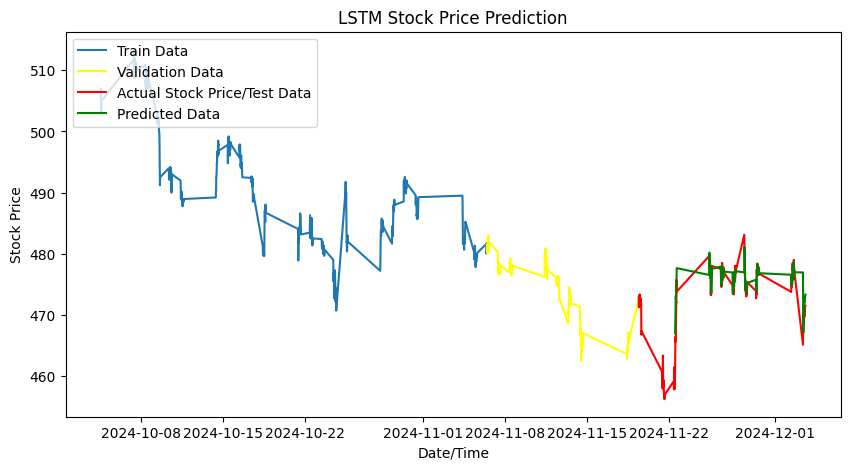 LSTM Stock Price Prediction
Train Data
Validation Data
Actual Stock Price/Test Data
Predicted Data
Stock Price
510
500
490
480
470
460
2024-10-08
2024-10-15
2024-10-22
2024-11-01
2024-11-08
2024-11-15
2024-11-22
2024-12-01
Date/Time